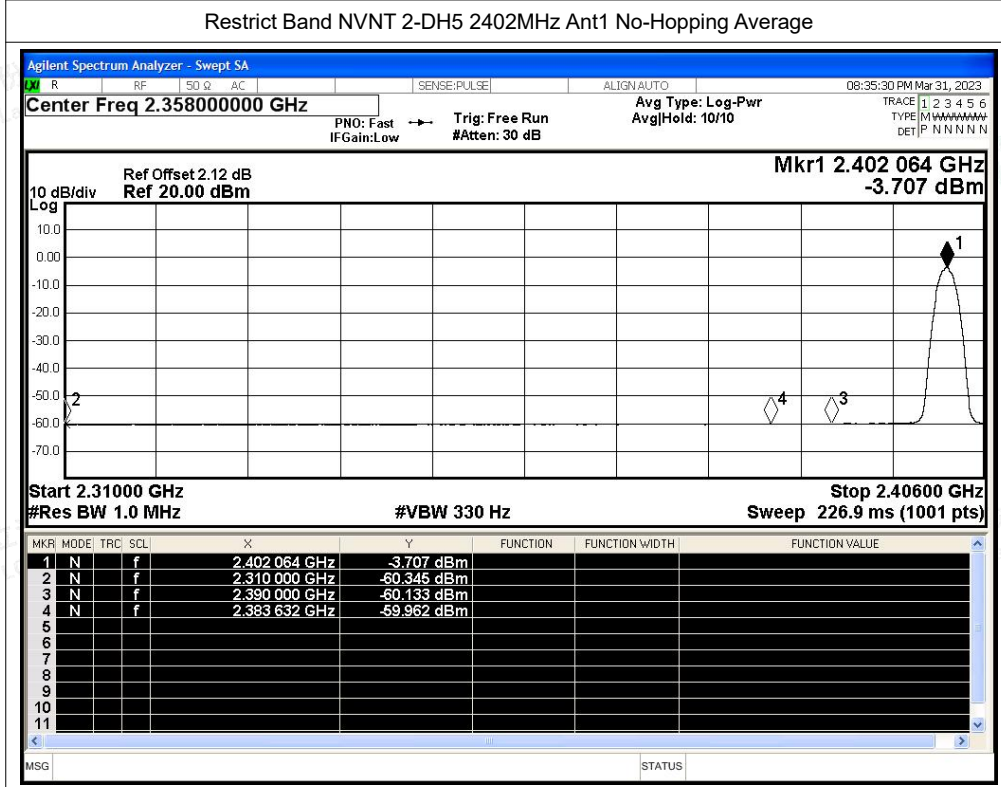 Restrict Band NVNT 2-DH5 2402MHz Ant1 No-Hopping Average
Agilent Spectrum Analyzer - Swept SA
LXI R RF 50 Ω AC SENSE:PULSE ALIGN AUTO 08:35:30 PM Mar 31, 2023
Center Freq 2.358000000 GHz
PNO: Fast
IFGain:Low
Trig: Free Run
#Atten: 30 dB
Avg Type: Log-Pwr
Avg|Hold: 10/10
TRACE 1 2 3 4 5 6
TYPE M
DET P N N N N N
Mkr1 2.402 064 GHz
-3.707 dBm
Ref Offset 2.12 dB
10 dB/div Ref 20.00 dBm
Log
10.0
0.00
-10.0
-20.0
-30.0
-40.0
-50.0
-60.0
-70.0
1
2
4
3
Start 2.31000 GHz Stop 2.40600 GHz
#Res BW 1.0 MHz #VBW 330 Hz Sweep 226.9 ms (1001 pts)
MKR MODE TRC SCL X Y FUNCTION FUNCTION WIDTH FUNCTION VALUE
1 N f 2.402 064 GHz -3.707 dBm
2 N f 2.310 000 GHz -60.345 dBm
3 N f 2.390 000 GHz -60.133 dBm
4 N f 2.383 632 GHz -59.962 dBm
5
6
7
8
9
10
11
MSG STATUS